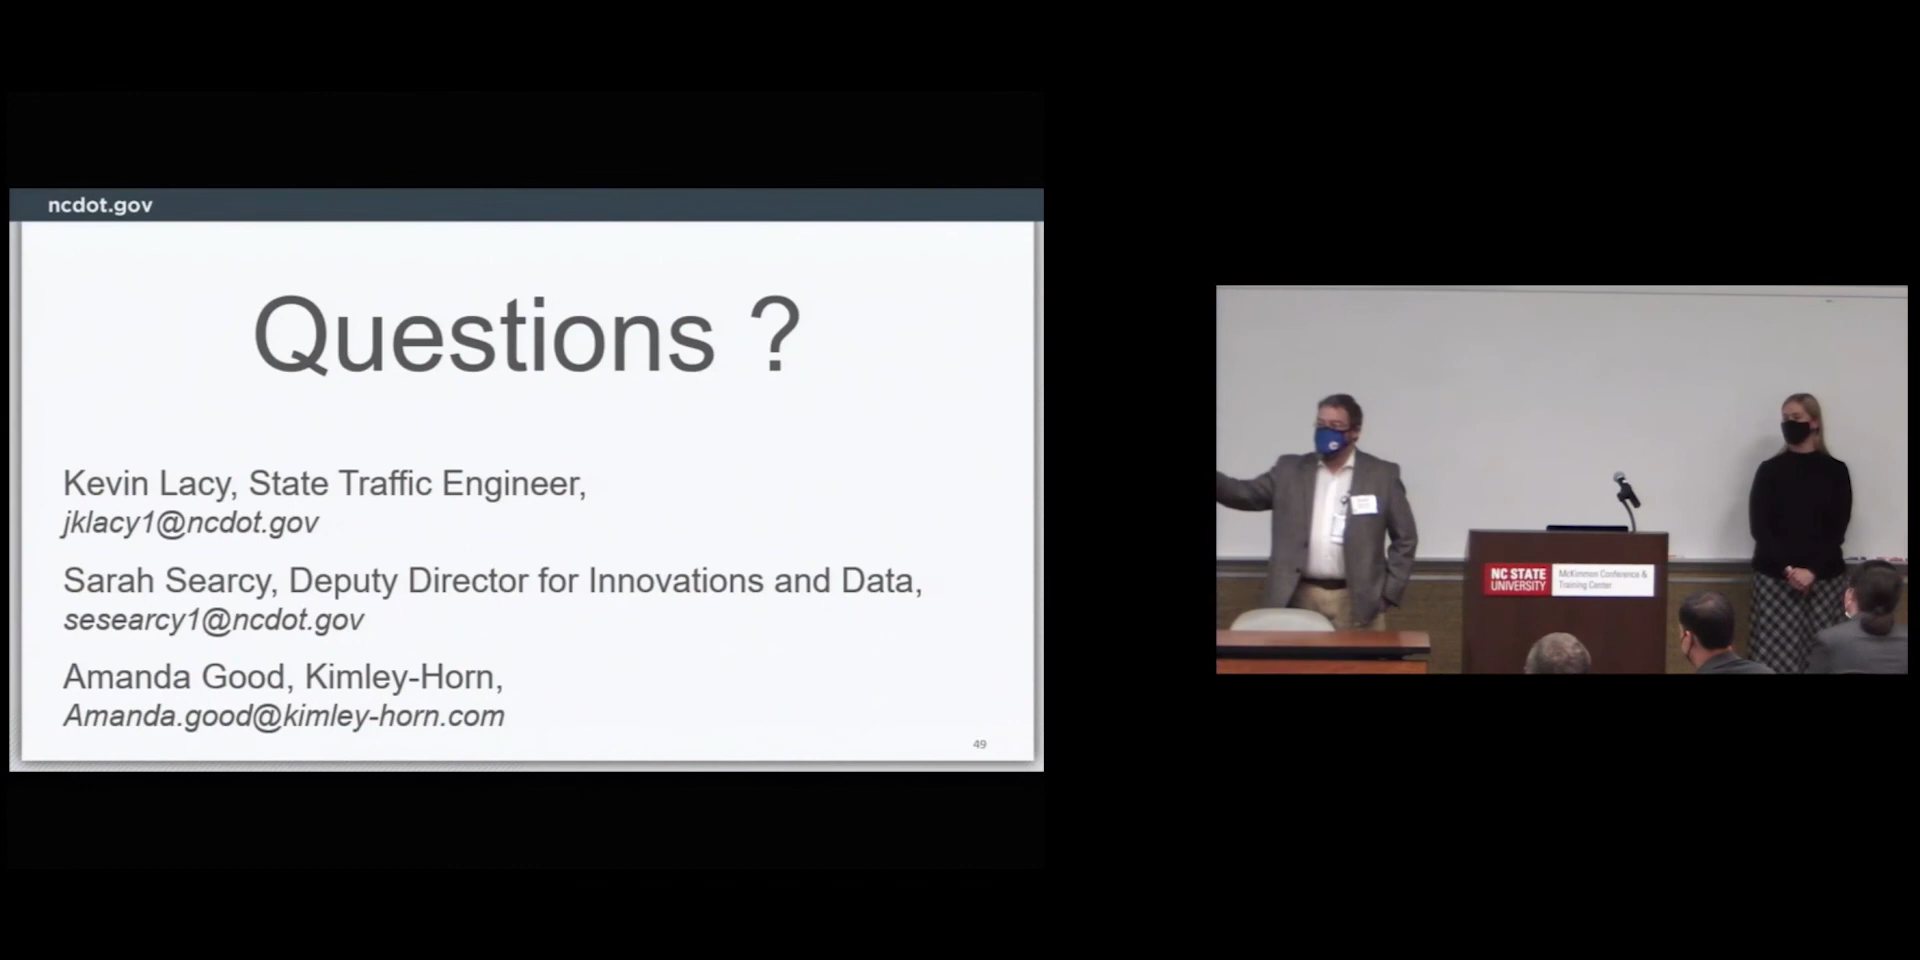 ncdot.gov
Questions ?
Kevin Lacy, State Traffic Engineer,
jklacy1@ncdot.gov
Sarah Searcy, Deputy Director for Innovations and Data,
sesearcy1@ncdot.gov
Amanda Good, Kimley-Horn,
Amanda.good@kimley-horn.com
49
NC STATE
UNIVERSITY
McKimmon Conference &
Training Center